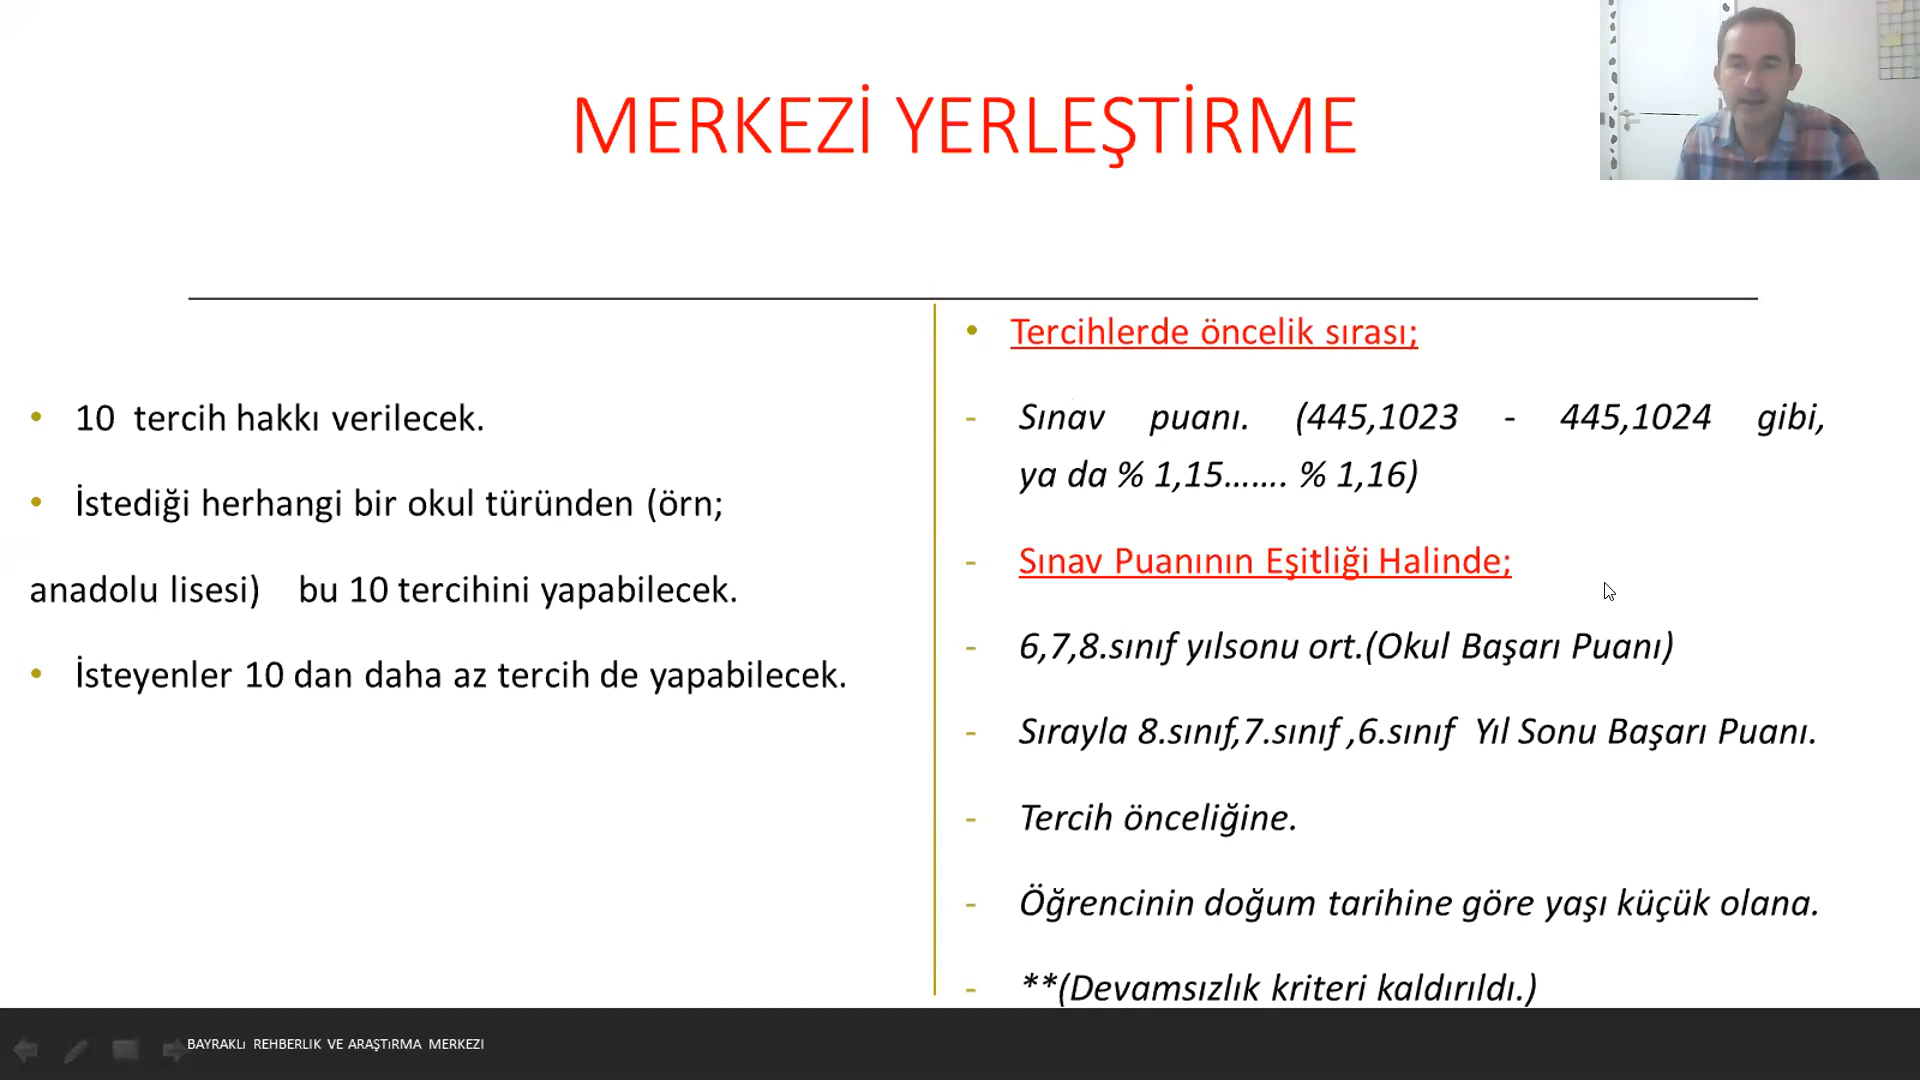 MERKEZİ YERLEŞTİRME
• 10 tercih hakkı verilecek.
• İstediği herhangi bir okul türünden (örn;
anadolu lisesi) bu 10 tercihini yapabilecek.
• İsteyenler 10 dan daha az tercih de yapabilecek.
• Tercihlerde öncelik sırası;
- Sınav puanı. (445,1023 - 445,1024 gibi,
ya da % 1,15....... % 1,16)
- Sınav Puanının Eşitliği Halinde;
- 6,7,8.sınıf yılsonu ort.(Okul Başarı Puanı)
- Sırayla 8.sınıf,7.sınıf ,6.sınıf Yıl Sonu Başarı Puanı.
- Tercih önceliğine.
- Öğrencinin doğum tarihine göre yaşı küçük olana.
- **(Devamsızlık kriteri kaldırıldı.)
BAYRAKLı REHBERLIK VE ARAŞTıRMA MERKEZI